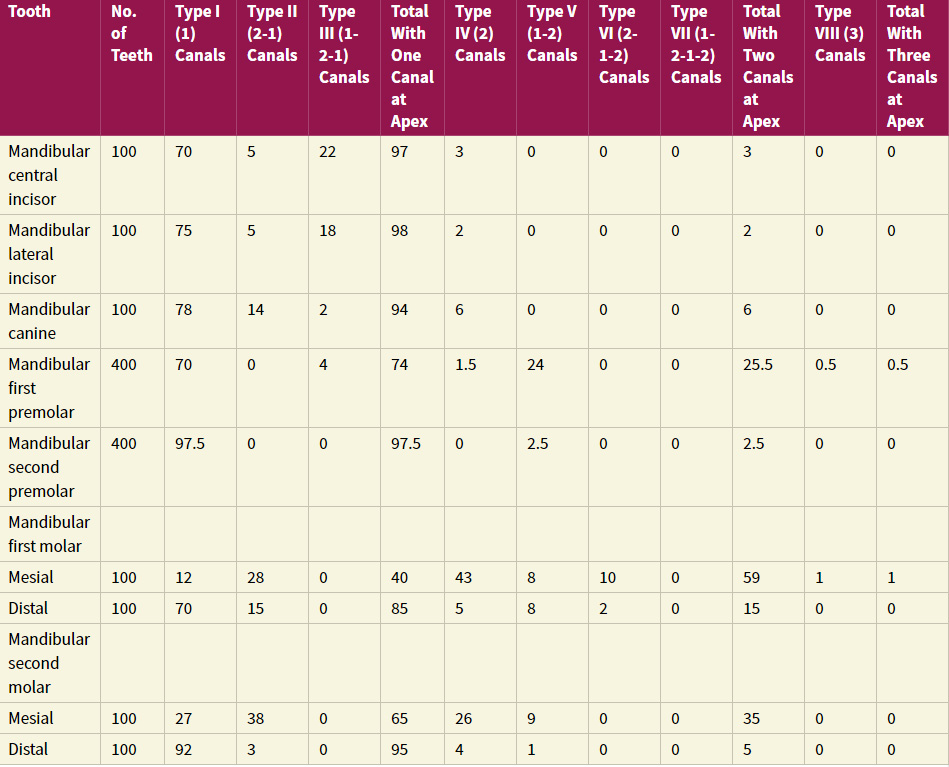 Tooth No. of Teeth Type I (1) Canals Type II (2-1) Canals Type III (1-2-1) Canals Total With One Canal at Apex Type IV (2) Canals Type V (1-2) Canals Type VI (2-1-2) Canals Type VII (1-2-1-2) Canals Total With Two Canals at Apex Type VIII (3) Canals Total With Three Canals at Apex
Mandibular central incisor 100 70 5 22 97 3 0 0 0 3 0 0
Mandibular lateral incisor 100 75 5 18 98 2 0 0 0 2 0 0
Mandibular canine 100 78 14 2 94 6 0 0 0 6 0 0
Mandibular first premolar 400 70 0 4 74 1.5 24 0 0 25.5 0.5 0.5
Mandibular second premolar 400 97.5 0 0 97.5 0 2.5 0 0 2.5 0 0
Mandibular first molar
Mesial 100 12 28 0 40 43 8 10 0 59 1 1
Distal 100 70 15 0 85 5 8 2 0 15 0 0
Mandibular second molar
Mesial 100 27 38 0 65 26 9 0 0 35 0 0
Distal 100 92 3 0 95 4 1 0 0 5 0 0